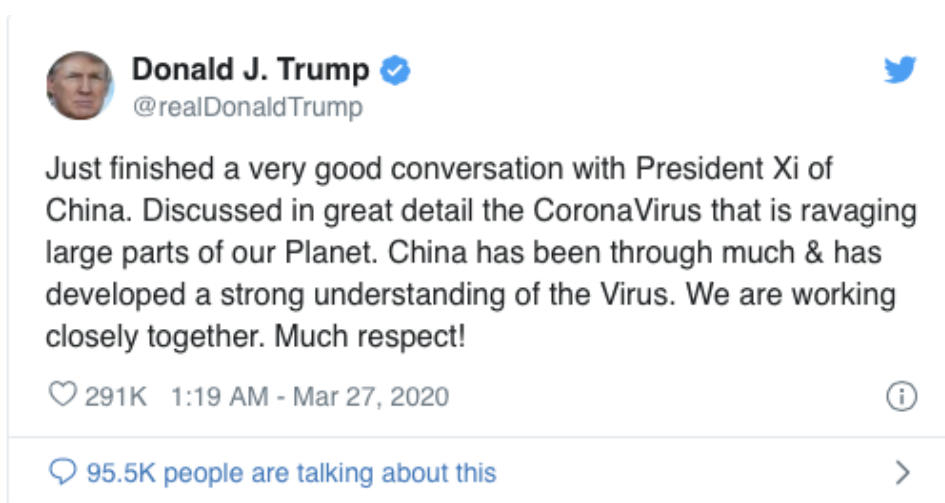 Donald J. Trump
@realDonaldTrump
Just finished a very good conversation with President Xi of
China. Discussed in great detail the CoronaVirus that is ravaging
large parts of our Planet. China has been through much & has
developed a strong understanding of the Virus. We are working
closely together. Much respect!
291K 1:19 AM - Mar 27, 2020
95.5K people are talking about this